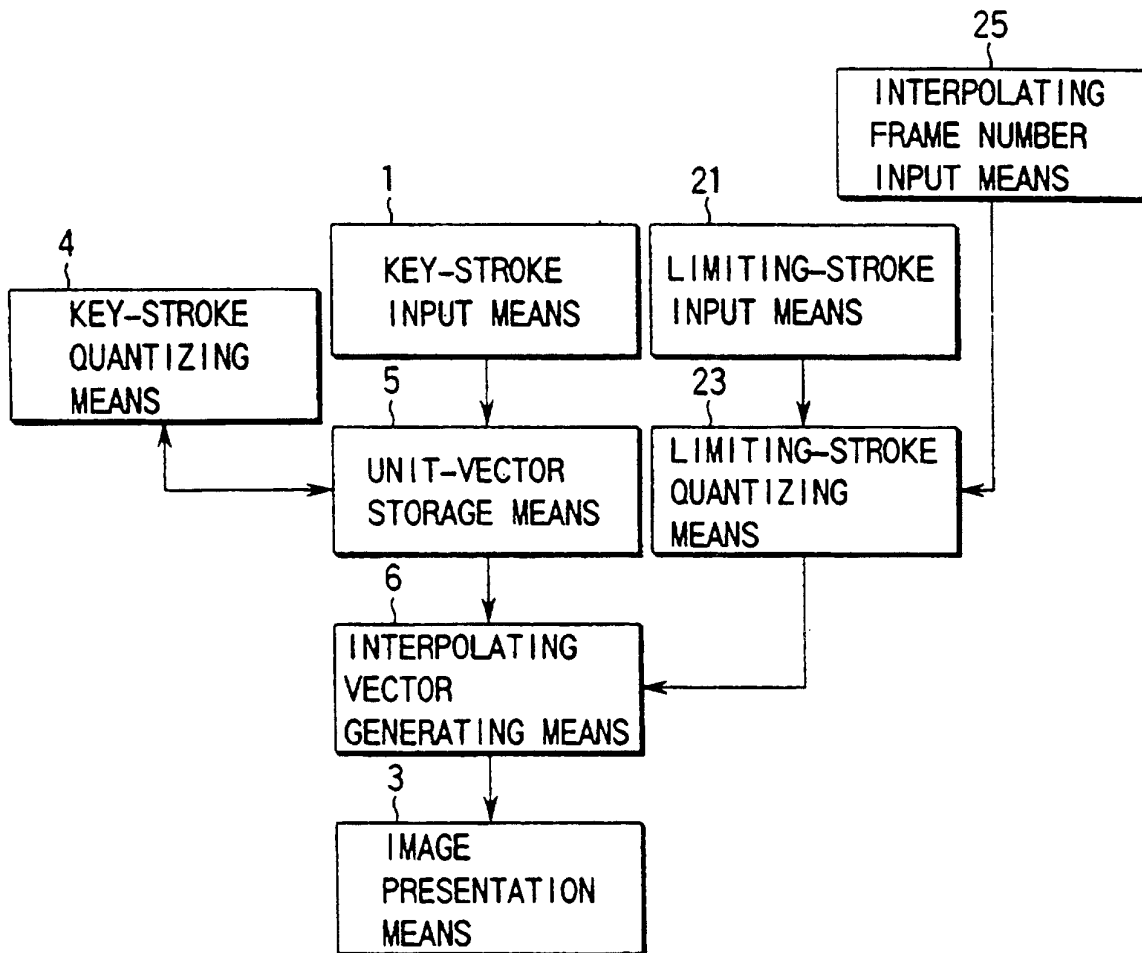 25
INTERPOLATING
FRAME NUMBER
INPUT MEANS
1
KEY-STROKE
INPUT MEANS
21
LIMITING-STROKE
INPUT MEANS
4
KEY-STROKE
QUANTIZING
MEANS
5
UNIT-VECTOR
STORAGE MEANS
23
LIMITING-STROKE
QUANTIZING
MEANS
6
INTERPOLATING
VECTOR
GENERATING MEANS
3
IMAGE
PRESENTATION
MEANS